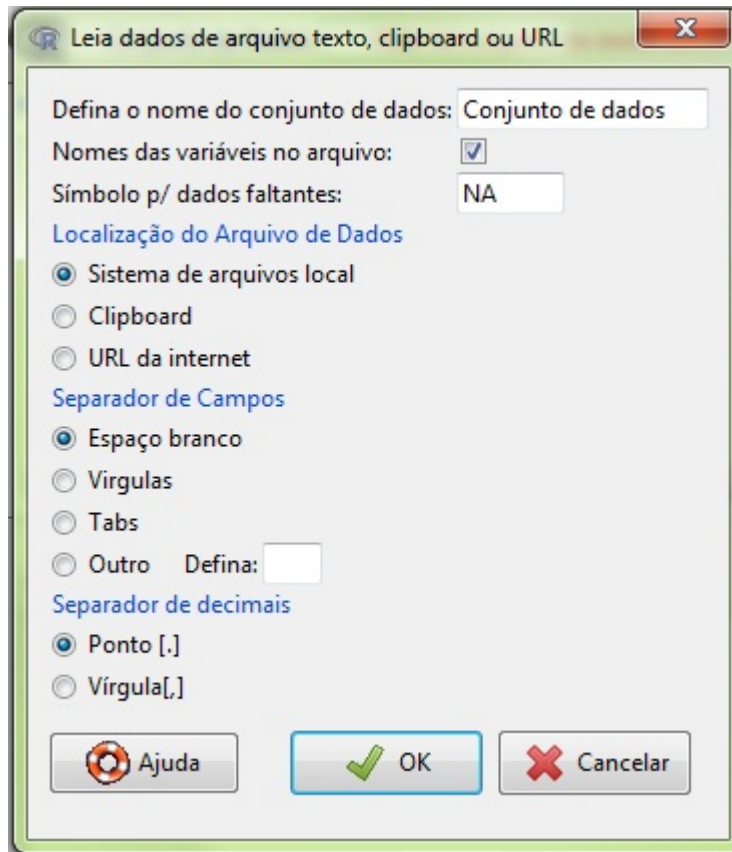 Leia dados de arquivo texto, clipboard ou URL
Defina o nome do conjunto de dados: Conjunto de dados
Nomes das variáveis no arquivo:
Símbolo p/ dados faltantes: NA
Localização do Arquivo de Dados
Sistema de arquivos local
Clipboard
URL da internet
Separador de Campos
Espaço branco
Virgulas
Tabs
Outro Defina:
Separador de decimais
Ponto [.]
Vírgula[,]
Ajuda OK Cancelar